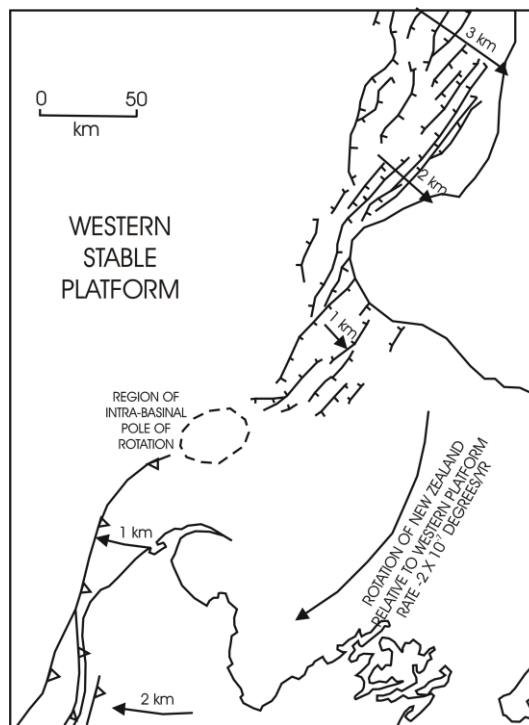 3 km
0 50
km
2 km
WESTERN
STABLE
PLATFORM
1 km
REGION OF
INTRA-BASINAL
POLE OF
ROTATION
ROTATION OF NEW ZEALAND
RELATIVE TO WESTERN PLATFORM
RATE -2 X 10⁻⁷ DEGREES/YR
1 km
2 km